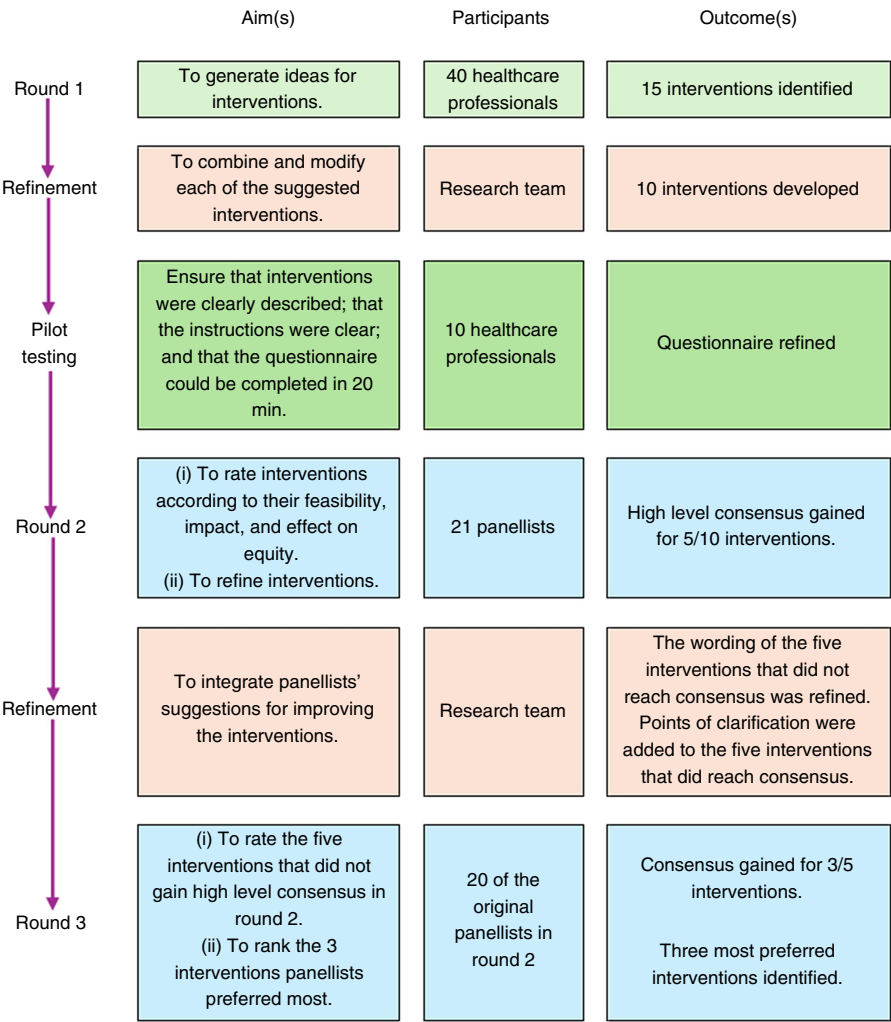 Aim(s)
Participants
Outcome(s)
Round 1
To generate ideas for
interventions.
40 healthcare
professionals
15 interventions identified
Refinement
To combine and modify
each of the suggested
interventions.
Research team
10 interventions developed
Pilot
testing
Ensure that interventions
were clearly described; that
the instructions were clear;
and that the questionnaire
could be completed in 20
min.
10 healthcare
professionals
Questionnaire refined
Round 2
(i) To rate interventions
according to their feasibility,
impact, and effect on
equity.
(ii) To refine interventions.
21 panellists
High level consensus gained
for 5/10 interventions.
Refinement
To integrate panellists’
suggestions for improving
the interventions.
Research team
The wording of the five
interventions that did not
reach consensus was refined.
Points of clarification were
added to the five interventions
that did reach consensus.
Round 3
(i) To rate the five
interventions that did not
gain high level consensus in
round 2.
(ii) To rank the 3
interventions panellists
preferred most.
20 of the
original
panellists in
round 2
Consensus gained for 3/5
interventions.
Three most preferred
interventions identified.